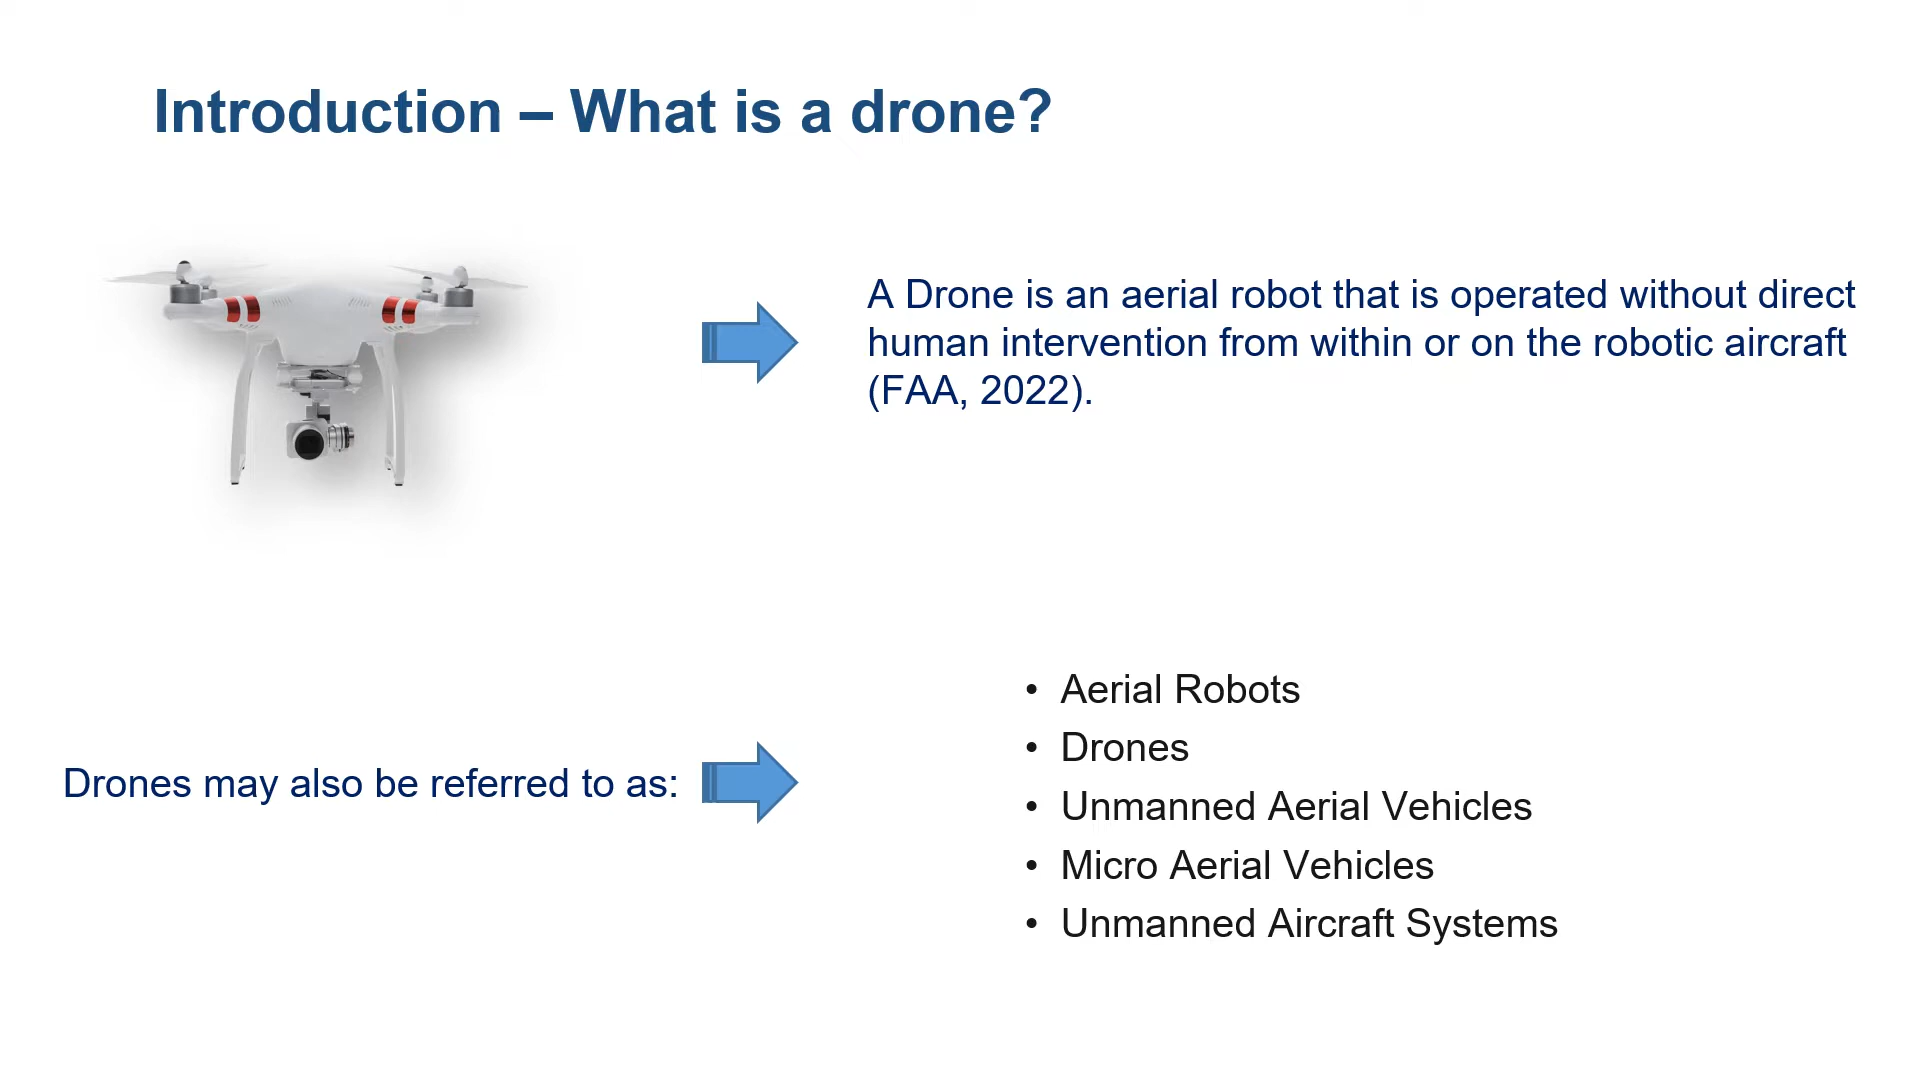 Introduction – What is a drone?
A Drone is an aerial robot that is operated without direct
human intervention from within or on the robotic aircraft
(FAA, 2022).
Drones may also be referred to as:
• Aerial Robots
• Drones
• Unmanned Aerial Vehicles
• Micro Aerial Vehicles
• Unmanned Aircraft Systems